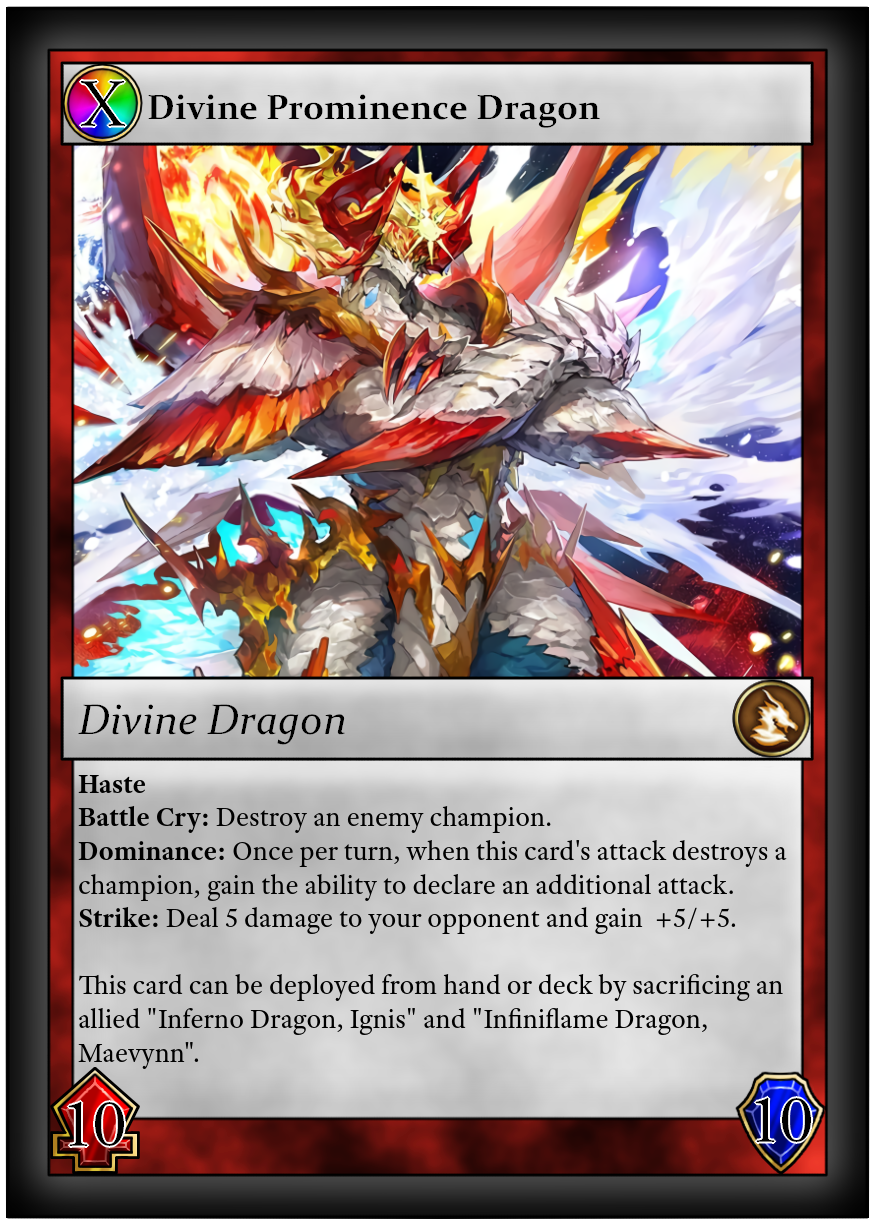 X
Divine Prominence Dragon
Divine Dragon
Haste
Battle Cry: Destroy an enemy champion.
Dominance: Once per turn, when this card's attack destroys a
champion, gain the ability to declare an additional attack.
Strike: Deal 5 damage to your opponent and gain  +5/+5.
This card can be deployed from hand or deck by sacrificing an
allied "Inferno Dragon, Ignis" and "Infiniflame Dragon,
Maevynn".
10
10